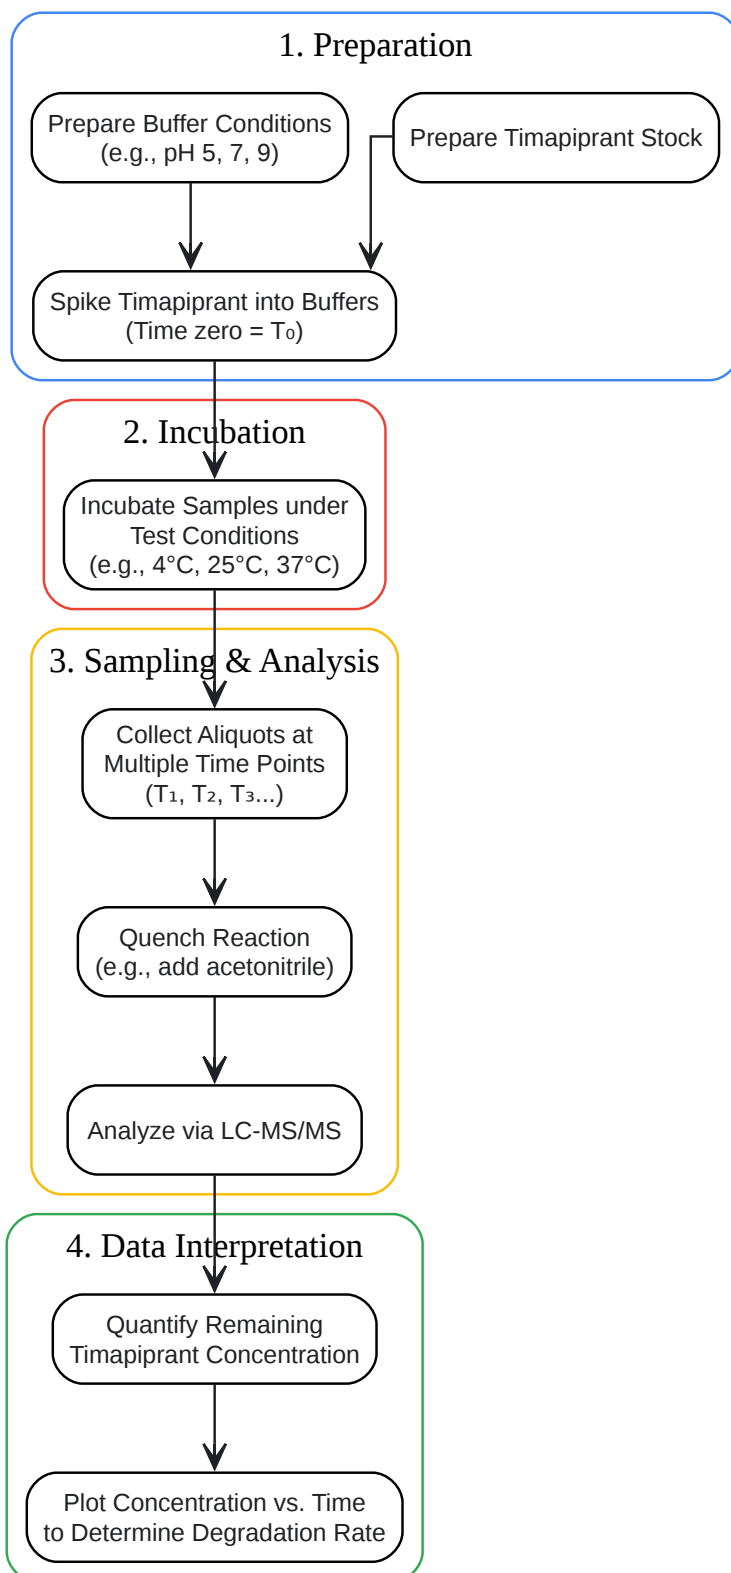 1. Preparation
Prepare Buffer Conditions
(e.g., pH 5, 7, 9)
Prepare Timapiprant Stock
Spike Timapiprant into Buffers
(Time zero = T₀)
2. Incubation
Incubate Samples under
Test Conditions
(e.g., 4°C, 25°C, 37°C)
3. Sampling & Analysis
Collect Aliquots at
Multiple Time Points
(T₁, T₂, T₃...)
Quench Reaction
(e.g., add acetonitrile)
Analyze via LC-MS/MS
4. Data Interpretation
Quantify Remaining
Timapiprant Concentration
Plot Concentration vs. Time
to Determine Degradation Rate